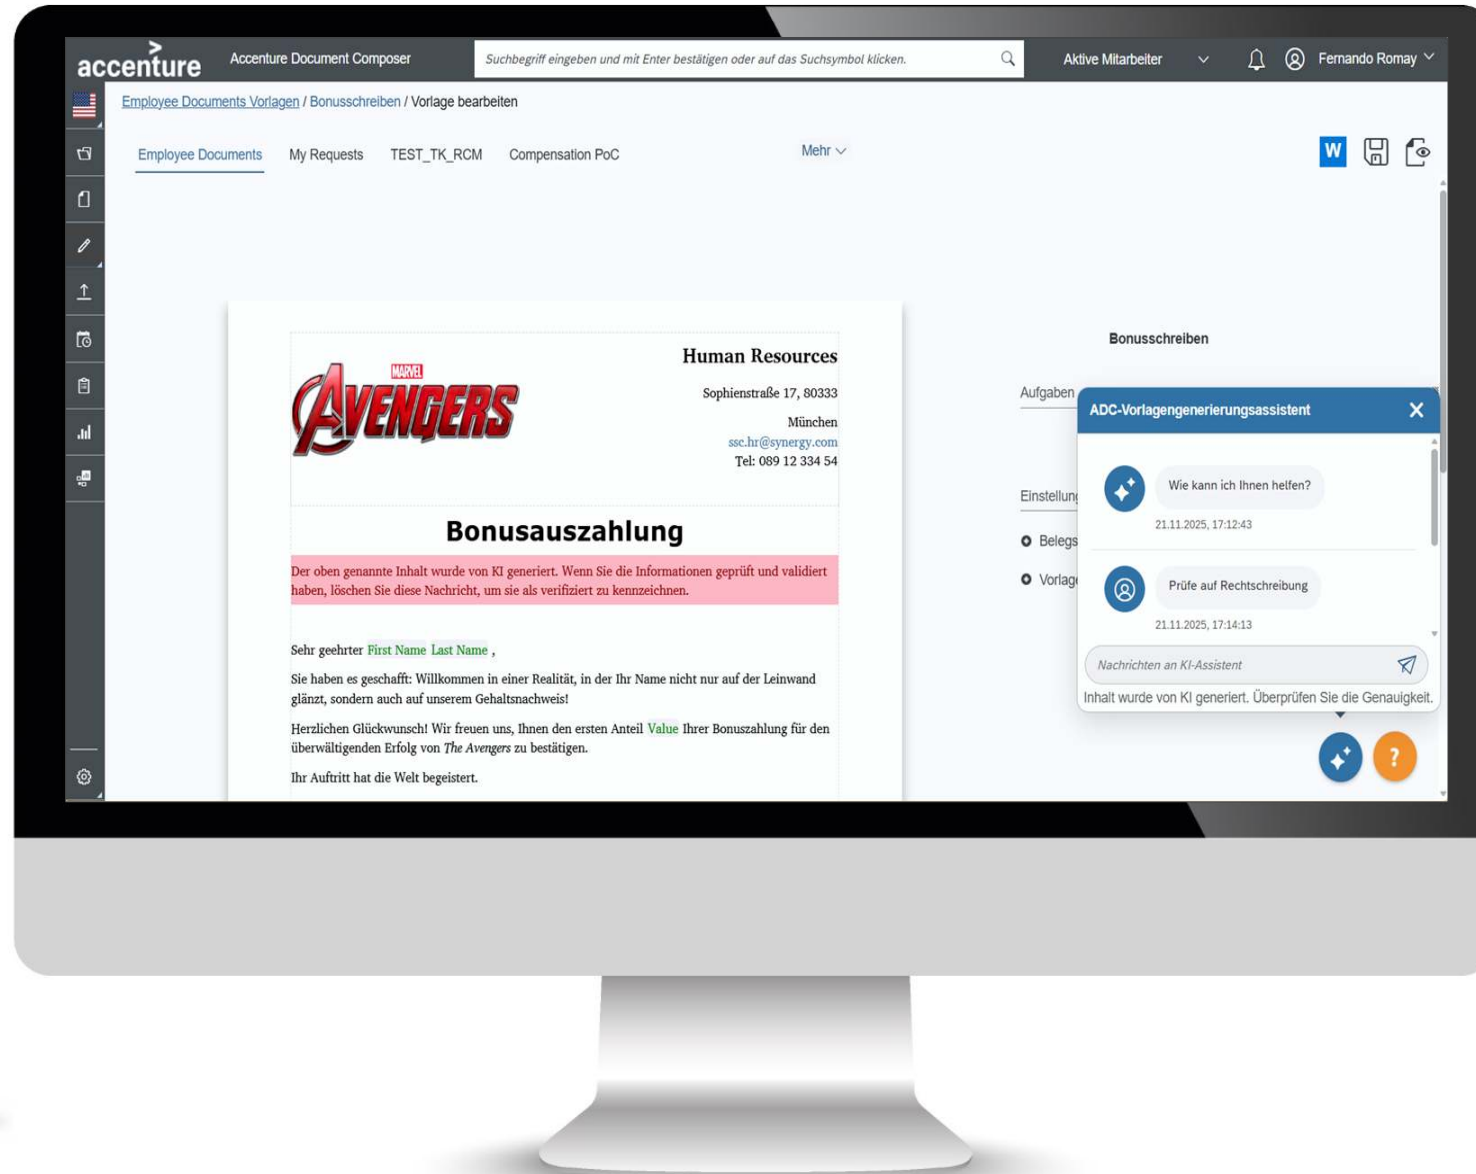 accenture
Accenture Document Composer
Suchbegriff eingeben und mit Enter bestätigen oder auf das Suchsymbol klicken.
Aktive Mitarbeiter
Fernando Romay
Employee Documents Vorlagen / Bonusschreiben / Vorlage bearbeiten
Employee Documents
My Requests
TEST_TK_RCM
Compensation PoC
Mehr
W
MARVEL
AVENGERS
Human Resources
Sophienstraße 17, 80333
München
ssc.hr@synergy.com
Tel: 089 12 334 54
Bonusauszahlung
Der oben genannte Inhalt wurde von KI generiert. Wenn Sie die Informationen geprüft und validiert
haben, löschen Sie diese Nachricht, um sie als verifiziert zu kennzeichnen.
Sehr geehrter First Name Last Name ,
Sie haben es geschafft: Willkommen in einer Realität, in der Ihr Name nicht nur auf der Leinwand
glänzt, sondern auch auf unserem Gehaltsnachweis!
Herzlichen Glückwunsch! Wir freuen uns, Ihnen den ersten Anteil Value Ihrer Bonuszahlung für den
überwältigenden Erfolg von The Avengers zu bestätigen.
Ihr Auftritt hat die Welt begeistert.
Bonusschreiben
Aufgaben
Einstellung
Belegs
Vorlage
ADC-Vorlagengenerierungsassistent
Wie kann ich Ihnen helfen?
21.11.2025, 17:12:43
Prüfe auf Rechtschreibung
21.11.2025, 17:14:13
Nachrichten an KI-Assistent
Inhalt wurde von KI generiert. Überprüfen Sie die Genauigkeit.
?